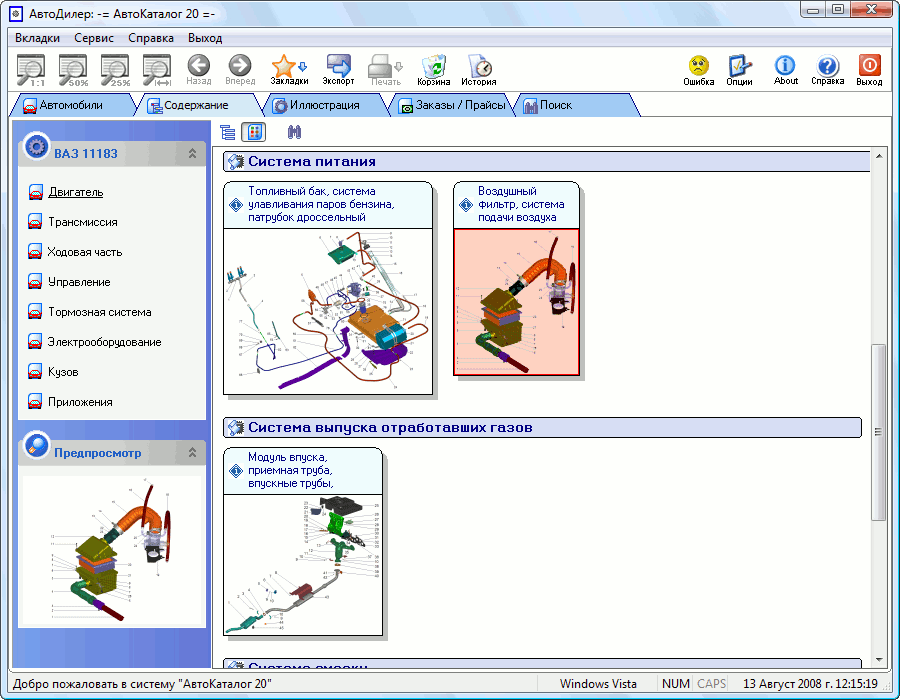 АвтоДилер: -= АвтоКаталог 20 =-
Вкладки Сервис Справка Выход
1:1 50% 25% Назад Вперед Закладки Экспорт Печать Корзина История Ошибка Опции About Справка Выход
Автомобили Содержание Иллюстрация Заказы / Прайсы Поиск
ВАЗ 11183
Двигатель
Трансмиссия
Ходовая часть
Управление
Тормозная система
Электрооборудование
Кузов
Приложения
Предпросмотр
Система питания
Топливный бак, система
улавливания паров бензина,
патрубок дроссельный
Воздушный
фильтр, система
подачи воздуха
Система выпуска отработавших газов
Модуль впуска,
приемная труба,
впускные трубы,
Система смазки
Добро пожаловать в систему "АвтоКаталог 20" Windows Vista NUM CAPS 13 Август 2008 г. 12:15:19